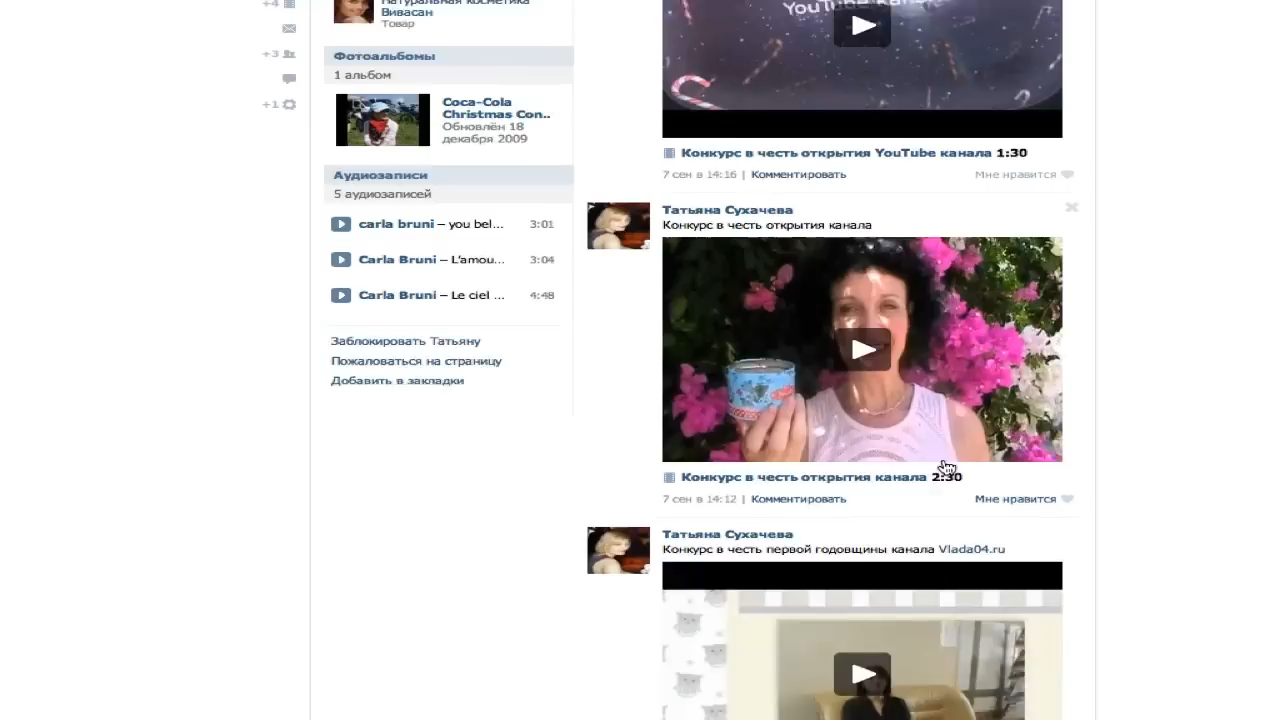 +4
+3
+1
Натуральная косметика
Вивасан
Товар
Фотоальбомы
1 альбом
Coca-Cola
Christmas Con..
Обновлён 18
декабря 2009
Аудиозаписи
5 аудиозаписей
carla bruni – you bel... 3:01
Carla Bruni – L'amou... 3:04
Carla Bruni – Le ciel ... 4:48
Заблокировать Татьяну
Пожаловаться на страницу
Добавить в закладки
Конкурс в честь открытия YouTube канала 1:30
7 сен в 14:16 | Комментировать Мне нравится
Татьяна Сухачева
Конкурс в честь открытия канала
Конкурс в честь открытия канала 2:30
7 сен в 14:12 | Комментировать Мне нравится
Татьяна Сухачева
Конкурс в честь первой годовщины канала Vlada04.ru